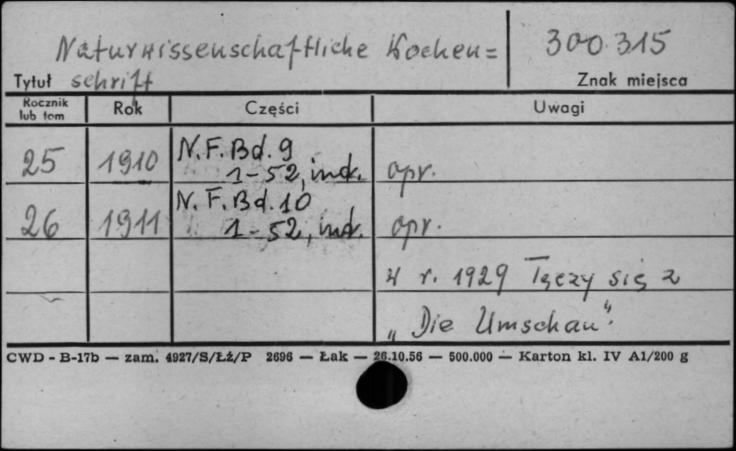 Naturwissenschaftliche Wochen= 300.315
Tytuł schrift Znak miejsca
Rocznik lub tom Rok Części Uwagi
25 1910 N.F. Bd. 9
1-52, ind. opr.
26 1911 N.F. Bd. 10
1-52, ind. opr.
W r. 1929 łączy się z
„Die Umschau".
CWD - B-17b — zam. 4927/S/Łż/P 2696 — Łak — 26.10.56 — 500.000 — Karton kl. IV A1/200 g